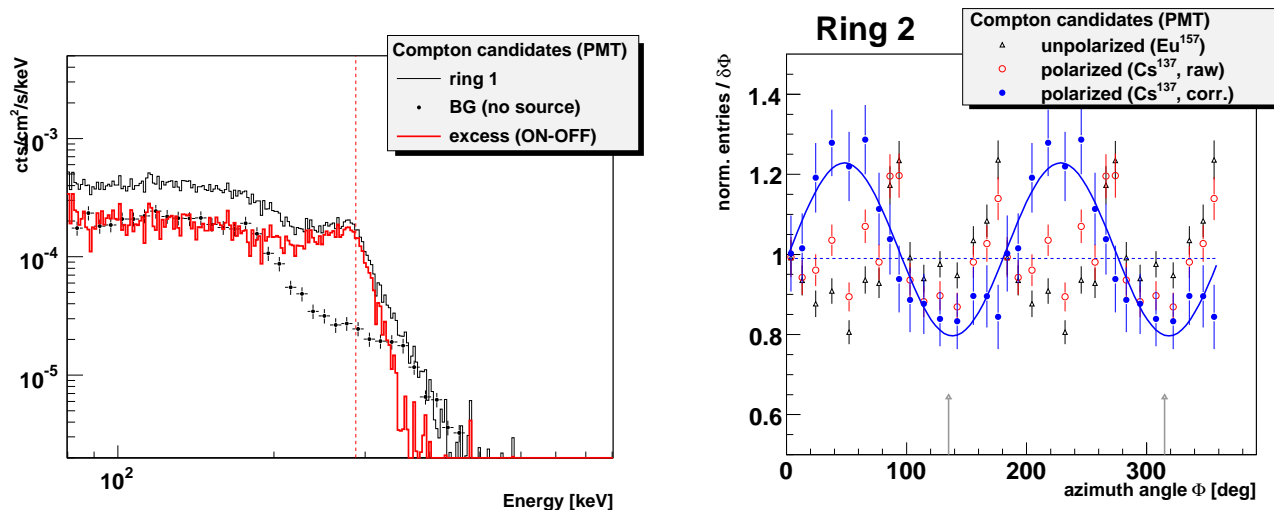 Compton candidates (PMT)
ring 1
BG (no source)
excess (ON-OFF)
cts/cm²/s/keV
10⁻³
10⁻⁴
10⁻⁵
10²
Energy [keV]
Ring 2
Compton candidates (PMT)
unpolarized (Eu¹⁵⁷)
polarized (Cs¹³⁷, raw)
polarized (Cs¹³⁷, corr.)
norm. entries / δΦ
1.4
1.2
1
0.8
0.6
0 100 200 300
azimuth angle Φ [deg]